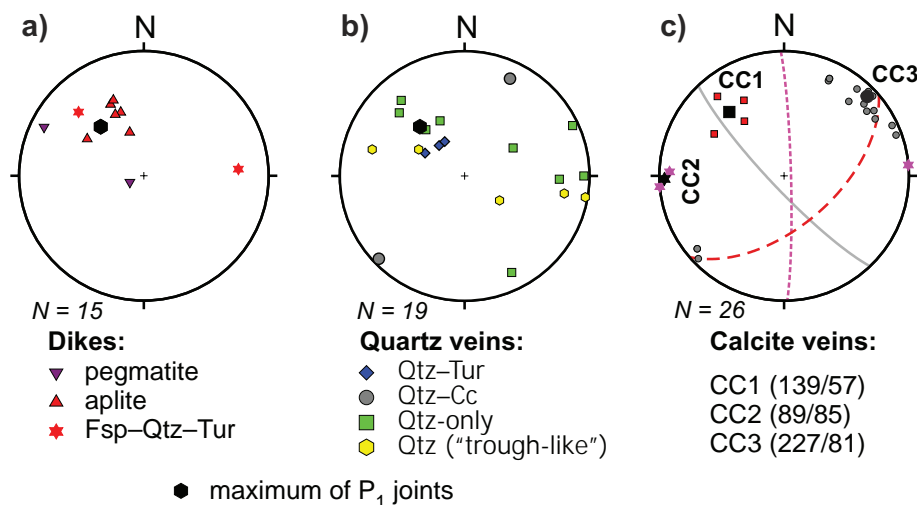 a)
N
N = 15
Dikes:
pegmatite
aplite
Fsp–Qtz–Tur
b)
N
N = 19
Quartz veins:
Qtz–Tur
Qtz–Cc
Qtz-only
Qtz (“trough-like”)
c)
N
CC1
CC3
CC2
N = 26
Calcite veins:
CC1 (139/57)
CC2 (89/85)
CC3 (227/81)
maximum of P₁ joints